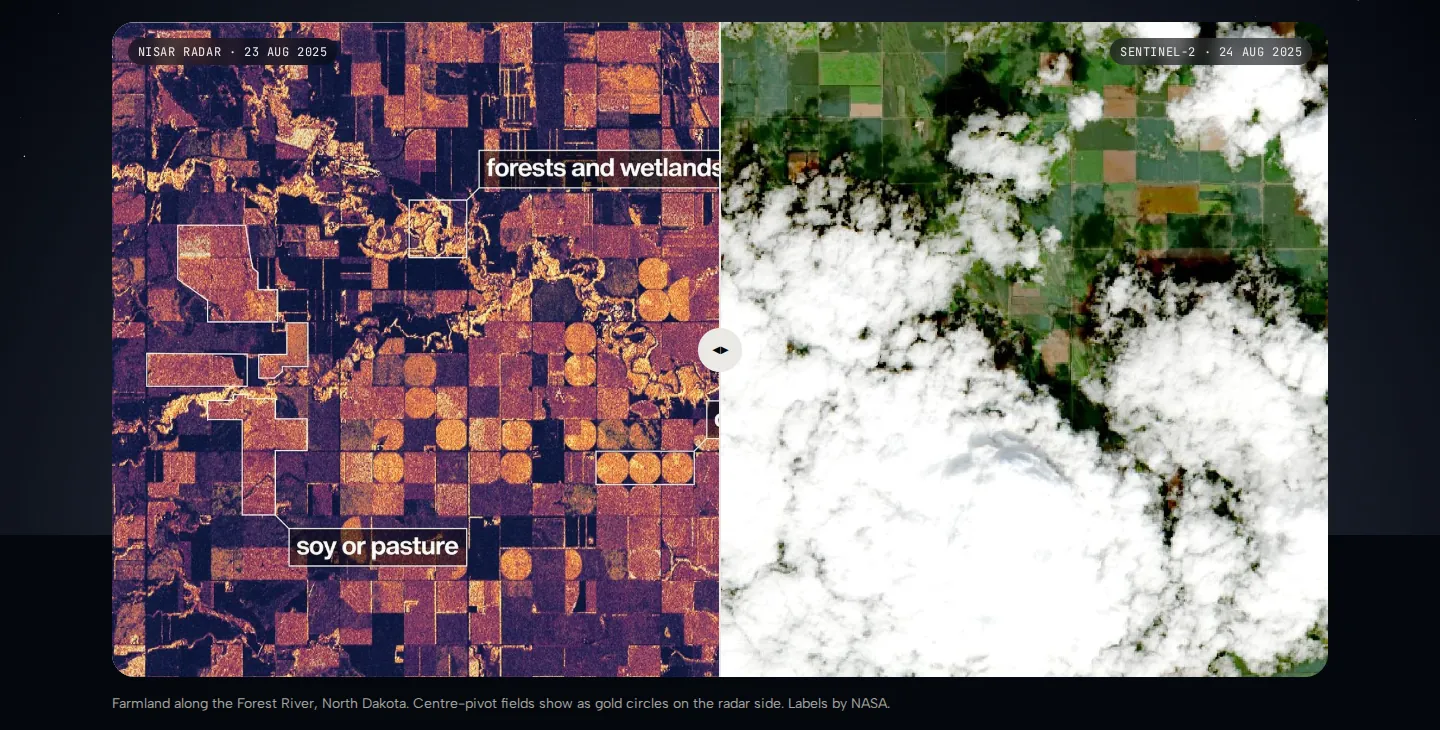 NISAR RADAR · 23 AUG 2025
SENTINEL-2 · 24 AUG 2025
forests and wetlands
soy or pasture
Farmland along the Forest River, North Dakota. Centre-pivot fields show as gold circles on the radar side. Labels by NASA.